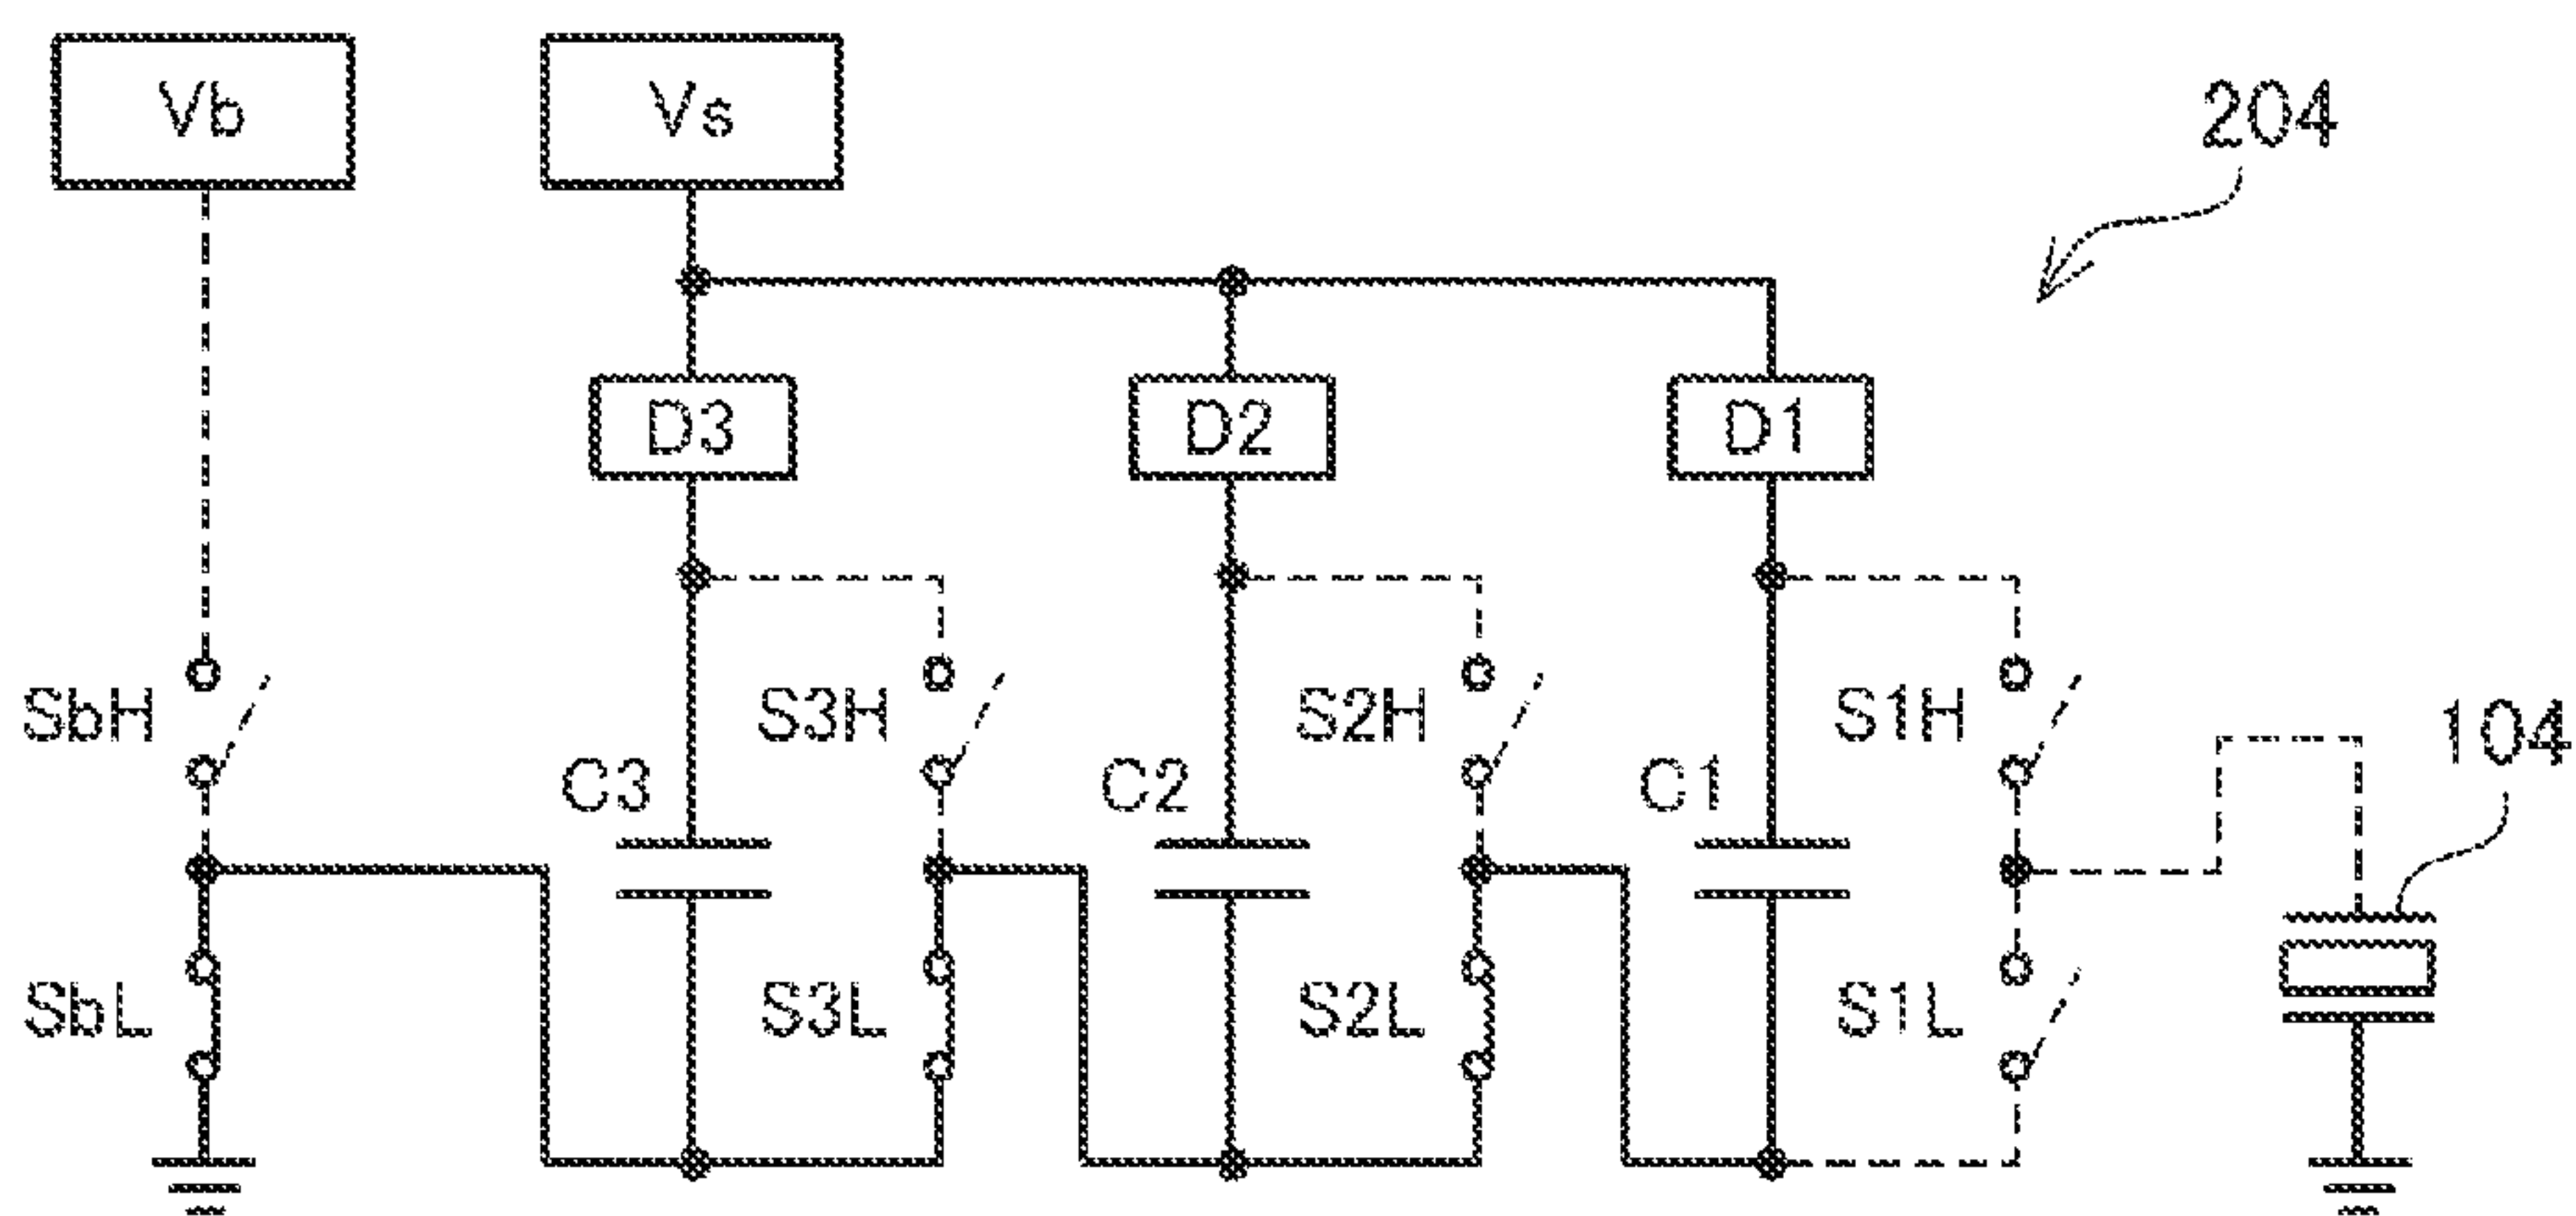 Vb
Vs
204
D3
D2
D1
SbH
S3H
S2H
S1H
104
C3
C2
C1
SbL
S3L
S2L
S1L